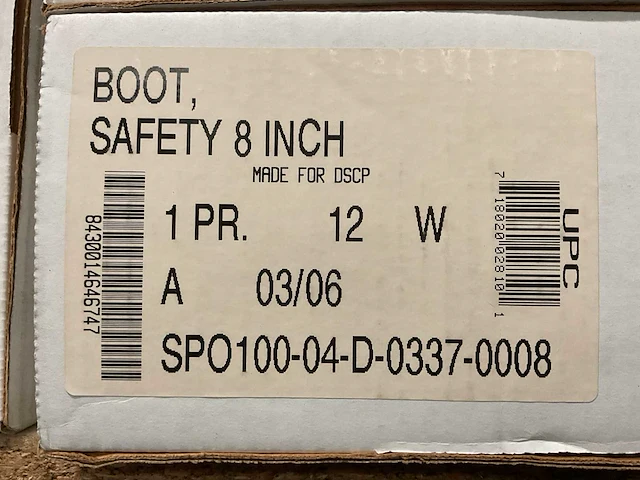 BOOT,
SAFETY 8 INCH
MADE FOR DSCP
1 PR. 12 W
A 03/06
SPO100-04-D-0337-0008
8430014646747
7 18020 02810 1
UPC